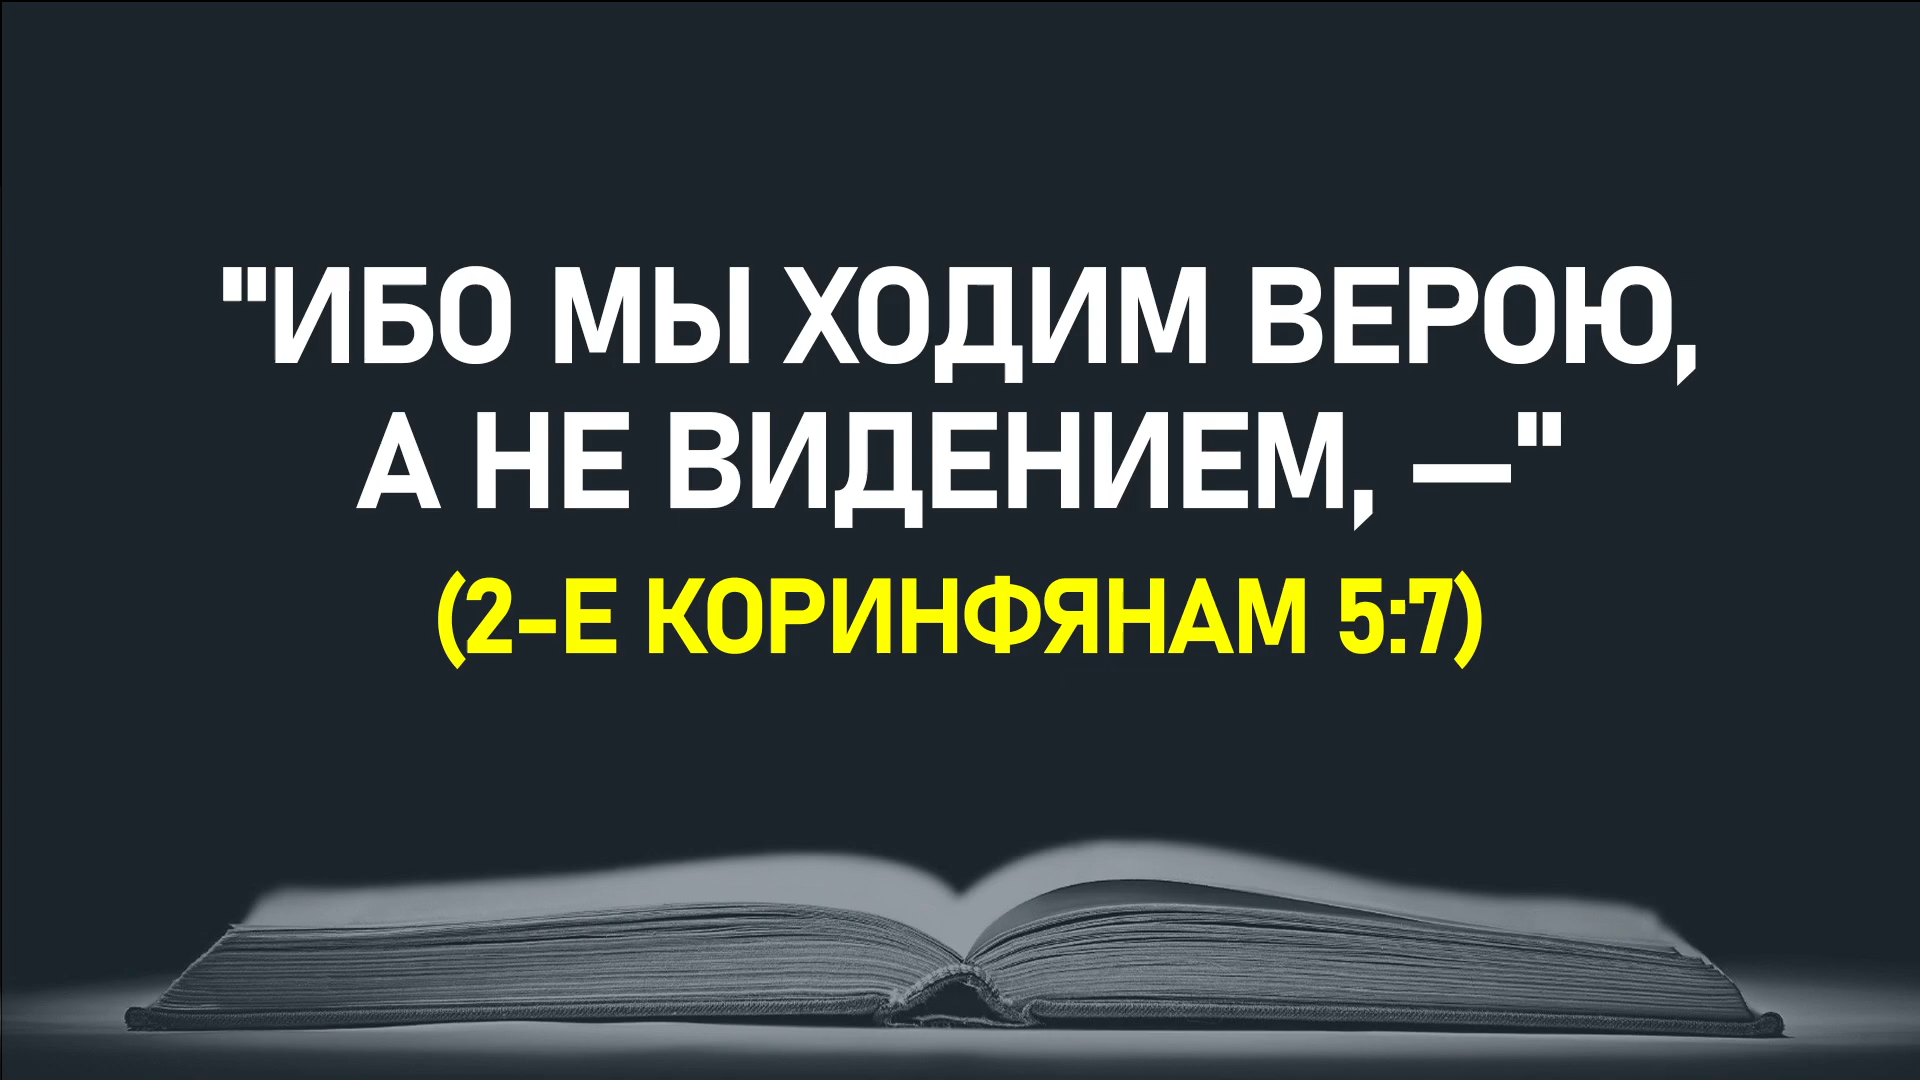 "ИБО МЫ ХОДИМ ВЕРОЮ,
А НЕ ВИДЕНИЕМ, —"
(2-Е КОРИНФЯНАМ 5:7)